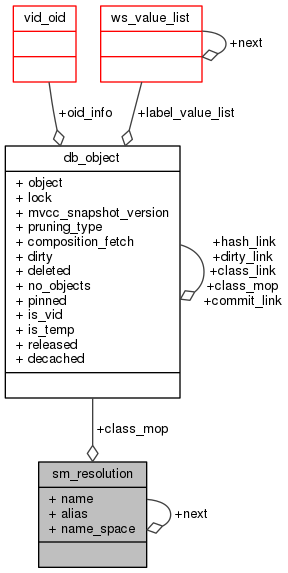 vid_oid
ws_value_list
+next
+oid_info
+label_value_list
db_object
+ object
+ lock
+ mvcc_snapshot_version
+ pruning_type
+ composition_fetch
+ dirty
+ deleted
+ no_objects
+ pinned
+ is_vid
+ is_temp
+ released
+ decached
+hash_link
+dirty_link
+class_link
+class_mop
+commit_link
+class_mop
sm_resolution
+ name
+ alias
+ name_space
+next